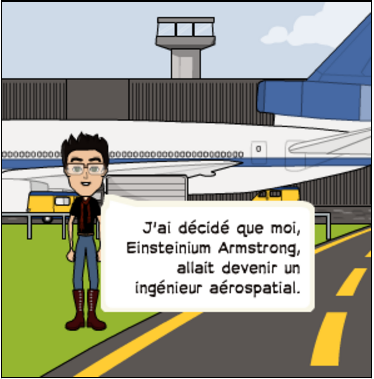 J'ai décidé que moi,
Einsteinium Armstrong,
allait devenir un
ingénieur aérospatial.